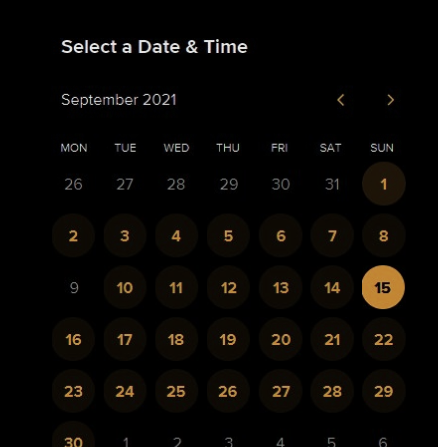 Select a Date & Time
September 2021
MON TUE WED THU FRI SAT SUN
26 27 28 29 30 31 1
2 3 4 5 6 7 8
9 10 11 12 13 14 15
16 17 18 19 20 21 22
23 24 25 26 27 28 29
30 1 2 3 4 5 6